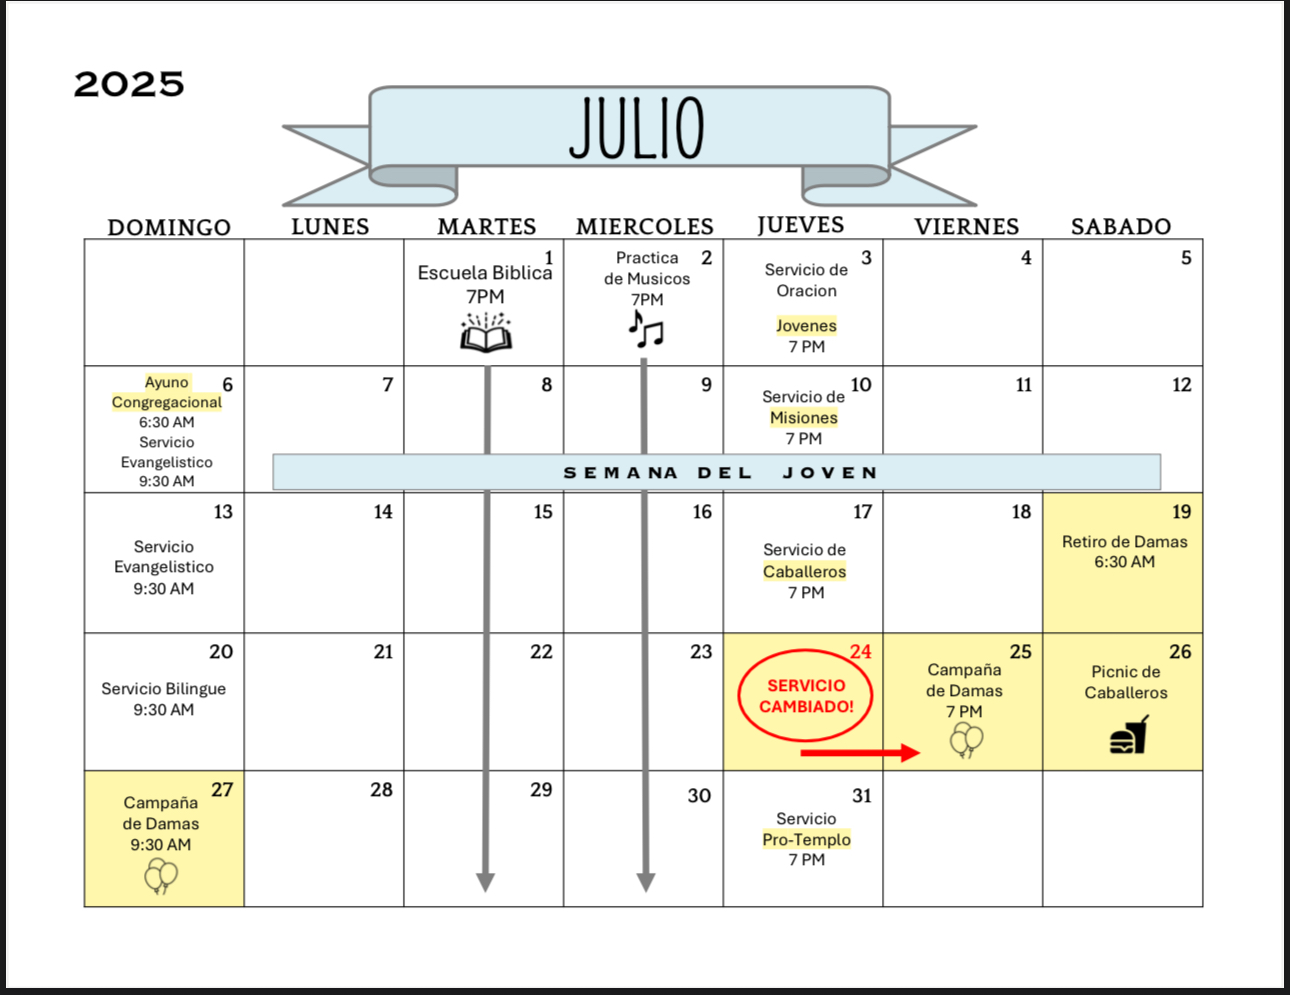 2025
JULIO
DOMINGO LUNES MARTES MIERCOLES JUEVES VIERNES SABADO
1
Escuela Biblica
7PM
2
Practica
de Musicos
7PM
3
Servicio de
Oracion
Jovenes
7 PM
4
5
6
Ayuno
Congregacional
6:30 AM
Servicio
Evangelistico
9:30 AM
7
8
9
10
Servicio de
Misiones
7 PM
11
12
SEMANA DEL JOVEN
13
Servicio
Evangelistico
9:30 AM
14
15
16
17
Servicio de
Caballeros
7 PM
18
19
Retiro de Damas
6:30 AM
20
Servicio Bilingue
9:30 AM
21
22
23
24
SERVICIO
CAMBIADO!
25
Campaña
de Damas
7 PM
26
Picnic de
Caballeros
27
Campaña
de Damas
9:30 AM
28
29
30
31
Servicio
Pro-Templo
7 PM